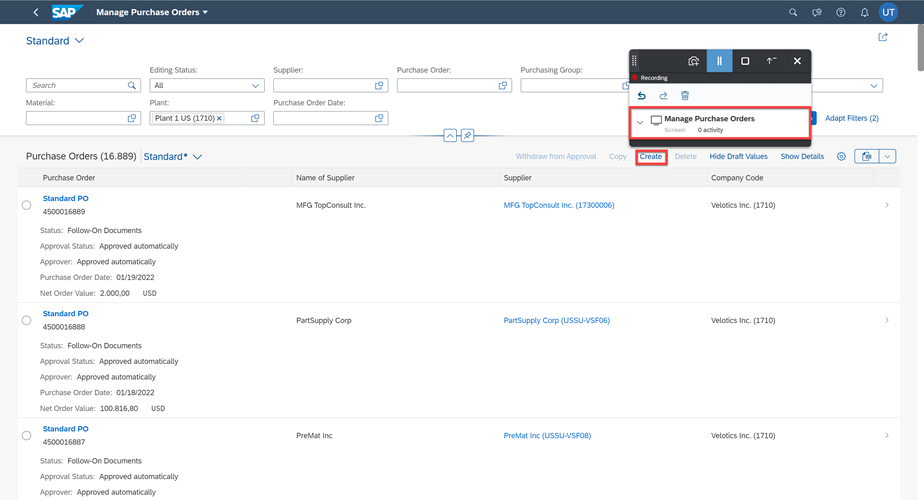 SAP Manage Purchase Orders
UT
Standard
Editing Status: Supplier: Purchase Order: Purchasing Group:
Search All
Material: Plant: Purchase Order Date:
Plant 1 US (1710)
Adapt Filters (2)
Recording
Manage Purchase Orders
Screen 0 activity
Purchase Orders (16.889) Standard* Withdraw from Approval Copy Create Delete Hide Draft Values Show Details
Purchase Order Name of Supplier Supplier Company Code
Standard PO
4500016889
MFG TopConsult Inc. MFG TopConsult Inc. (17300006) Velotics Inc. (1710)
Status: Follow-On Documents
Approval Status: Approved automatically
Approver: Approved automatically
Purchase Order Date: 01/19/2022
Net Order Value: 2.000,00 USD
Standard PO
4500016888
PartSupply Corp PartSupply Corp (USSU-VSF06) Velotics Inc. (1710)
Status: Follow-On Documents
Approval Status: Approved automatically
Approver: Approved automatically
Purchase Order Date: 01/18/2022
Net Order Value: 100.816,80 USD
Standard PO
4500016887
PreMat Inc PreMat Inc (USSU-VSF08) Velotics Inc. (1710)
Status: Follow-On Documents
Approval Status: Approved automatically
Approver: Approved automatically